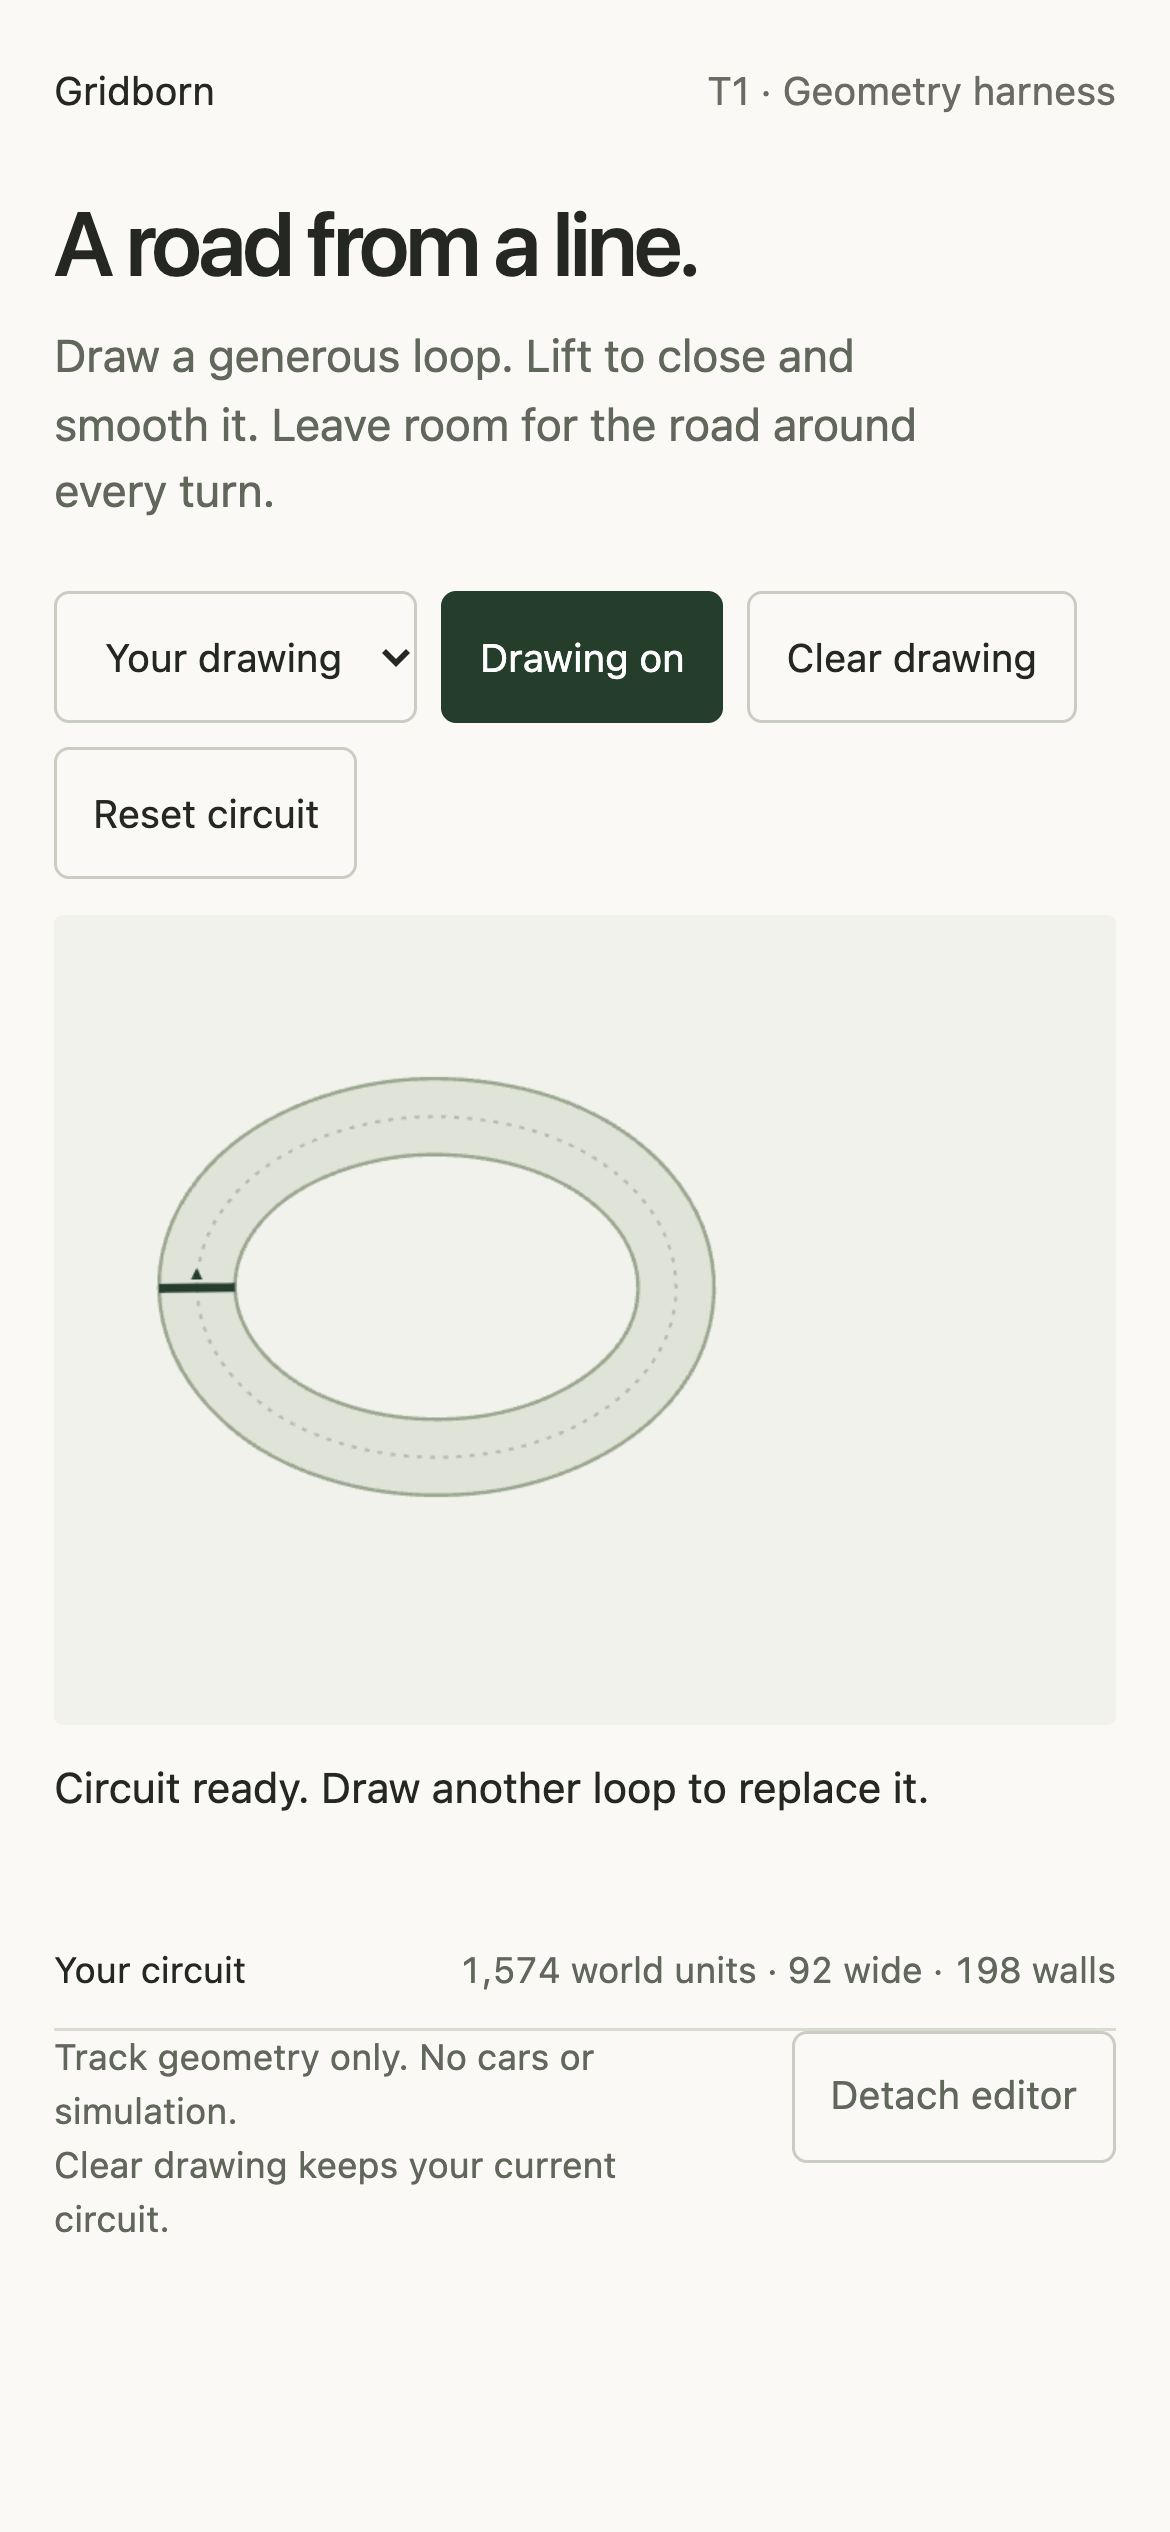 Gridborn
T1 · Geometry harness
A road from a line.
Draw a generous loop. Lift to close and
smooth it. Leave room for the road around
every turn.
Your drawing
Drawing on
Clear drawing
Reset circuit
Circuit ready. Draw another loop to replace it.
Your circuit
1,574 world units · 92 wide · 198 walls
Track geometry only. No cars or
simulation.
Clear drawing keeps your current
circuit.
Detach editor